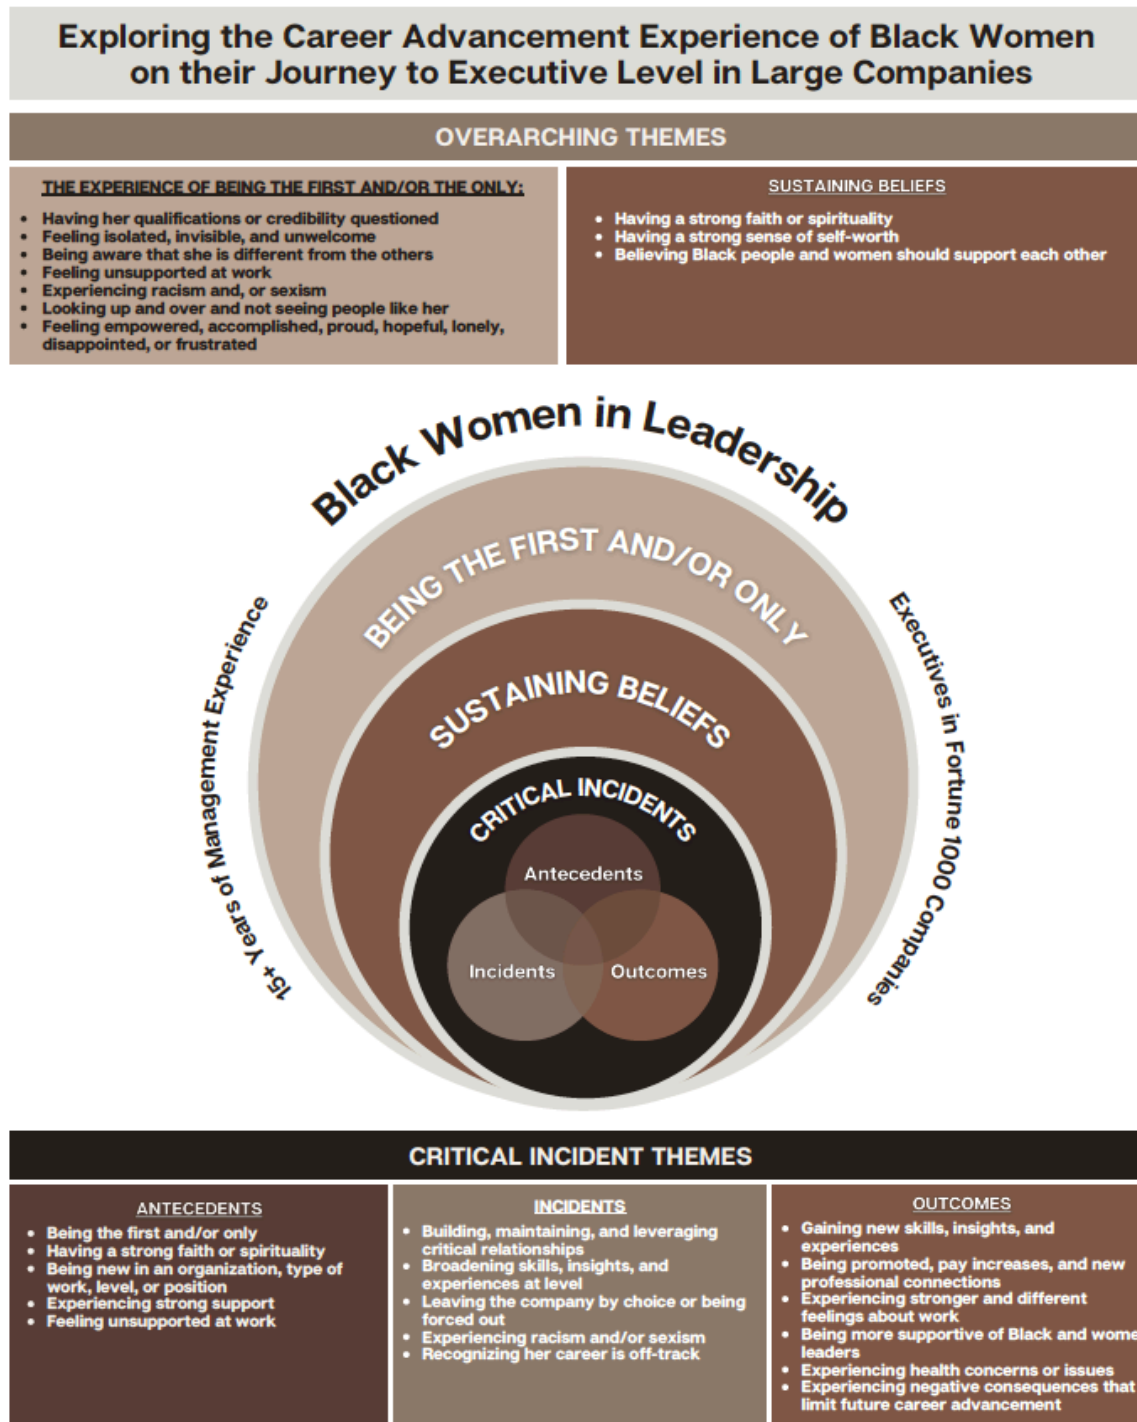 Exploring the Career Advancement Experience of Black Women
on their Journey to Executive Level in Large Companies
OVERARCHING THEMES
THE EXPERIENCE OF BEING THE FIRST AND/OR THE ONLY:
• Having her qualifications or credibility questioned
• Feeling isolated, invisible, and unwelcome
• Being aware that she is different from the others
• Feeling unsupported at work
• Experiencing racism and, or sexism
• Looking up and over and not seeing people like her
• Feeling empowered, accomplished, proud, hopeful, lonely,
disappointed, or frustrated
SUSTAINING BELIEFS
• Having a strong faith or spirituality
• Having a strong sense of self-worth
• Believing Black people and women should support each other
Black Women in Leadership
15+ Years of Management Experience
Executives in Fortune 1000 Companies
BEING THE FIRST AND/OR ONLY
SUSTAINING BELIEFS
CRITICAL INCIDENTS
Antecedents
Incidents
Outcomes
CRITICAL INCIDENT THEMES
ANTECEDENTS
• Being the first and/or only
• Having a strong faith or spirituality
• Being new in an organization, type of
work, level, or position
• Experiencing strong support
• Feeling unsupported at work
INCIDENTS
• Building, maintaining, and leveraging
critical relationships
• Broadening skills, insights, and
experiences at level
• Leaving the company by choice or being
forced out
• Experiencing racism and/or sexism
• Recognizing her career is off-track
OUTCOMES
• Gaining new skills, insights, and
experiences
• Being promoted, pay increases, and new
professional connections
• Experiencing stronger and different
feelings about work
• Being more supportive of Black and wome
leaders
• Experiencing health concerns or issues
• Experiencing negative consequences that
limit future career advancement